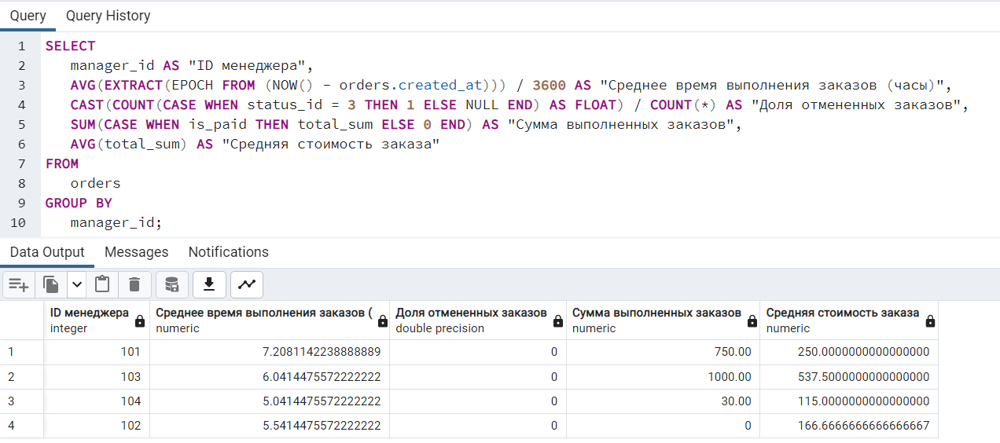 Query Query History
1 SELECT
2 manager_id AS "ID менеджера",
3 AVG(EXTRACT(EPOCH FROM (NOW() - orders.created_at))) / 3600 AS "Среднее время выполнения заказов (часы)",
4 CAST(COUNT(CASE WHEN status_id = 3 THEN 1 ELSE NULL END) AS FLOAT) / COUNT(*) AS "Доля отмененных заказов",
5 SUM(CASE WHEN is_paid THEN total_sum ELSE 0 END) AS "Сумма выполненных заказов",
6 AVG(total_sum) AS "Средняя стоимость заказа"
7 FROM
8 orders
9 GROUP BY
10 manager_id;
Data Output Messages Notifications
ID менеджера Среднее время выполнения заказов ( Доля отмененных заказов Сумма выполненных заказов Средняя стоимость заказа
integer numeric double precision numeric numeric
1 101 7.2081142238888889 0 750.00 250.0000000000000000
2 103 6.0414475572222222 0 1000.00 537.5000000000000000
3 104 5.0414475572222222 0 30.00 115.0000000000000000
4 102 5.5414475572222222 0 0 166.6666666666666667